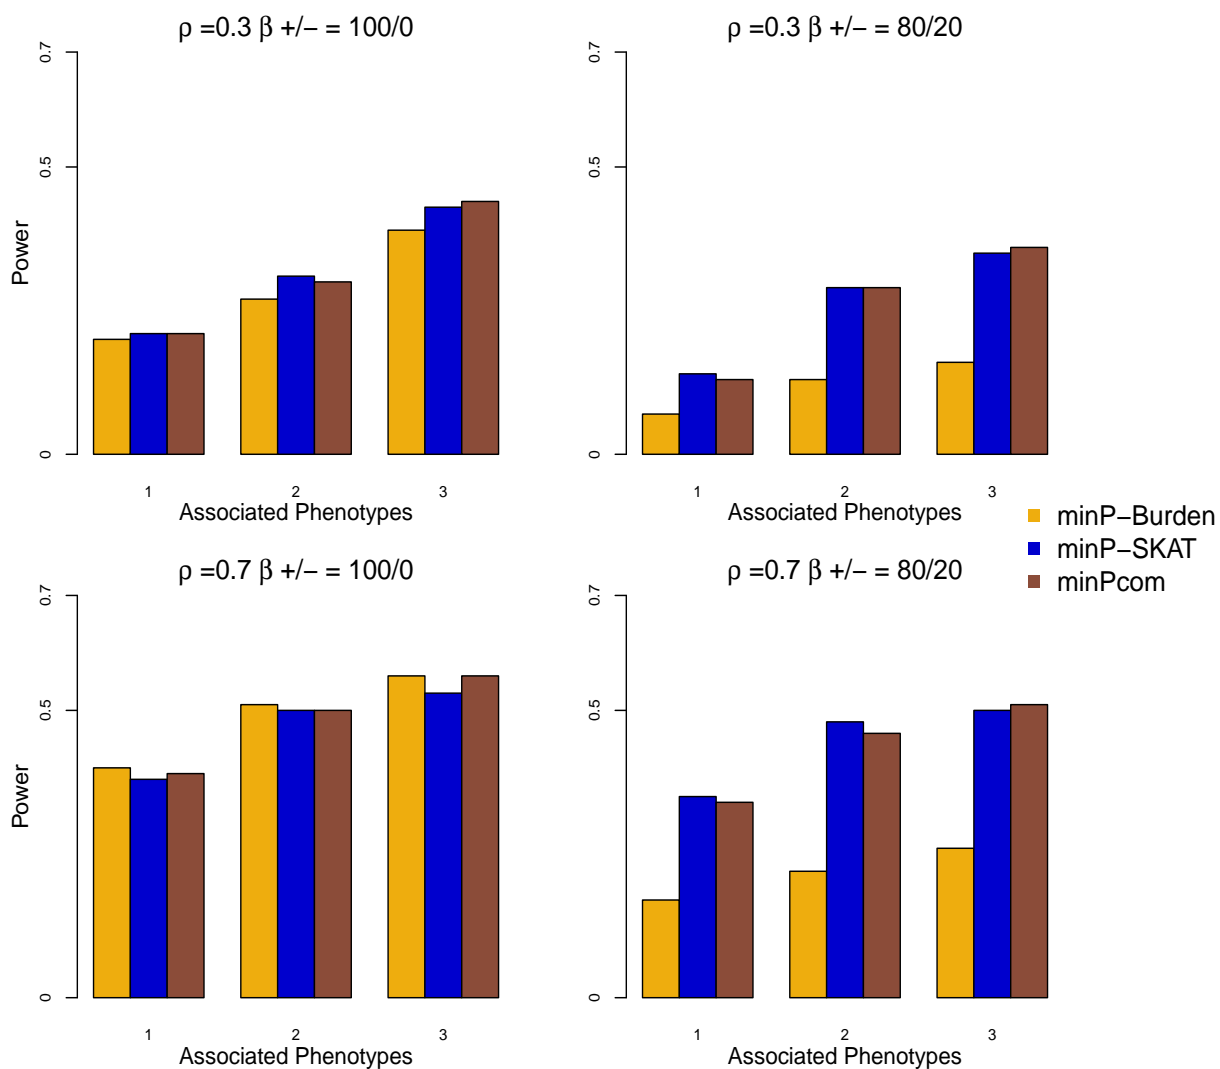 ρ =0.3 β +/− = 100/0
0.7
0.5
0
Power
1 2 3
Associated Phenotypes
ρ =0.3 β +/− = 80/20
0.7
0.5
0
1 2 3
Associated Phenotypes
minP−Burden
minP−SKAT
minPcom
ρ =0.7 β +/− = 100/0
0.7
0.5
0
Power
1 2 3
Associated Phenotypes
ρ =0.7 β +/− = 80/20
0.7
0.5
0
1 2 3
Associated Phenotypes